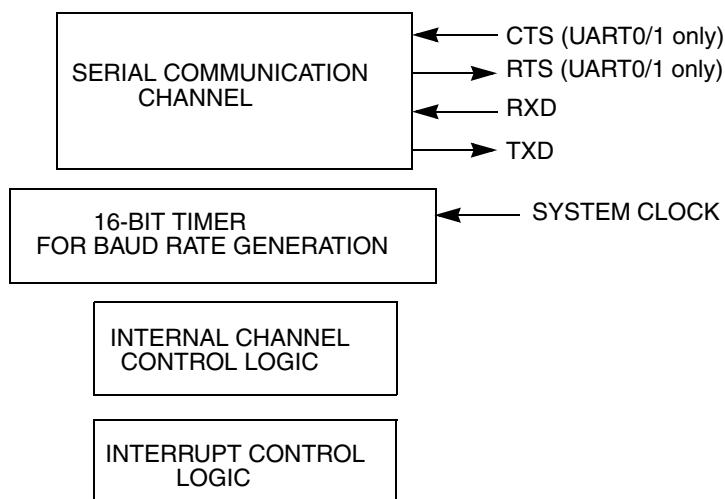 SERIAL COMMUNICATION
CHANNEL
CTS (UART0/1 only)
RTS (UART0/1 only)
RXD
TXD
16-BIT TIMER
FOR BAUD RATE GENERATION
SYSTEM CLOCK
INTERNAL CHANNEL
CONTROL LOGIC
INTERRUPT CONTROL
LOGIC